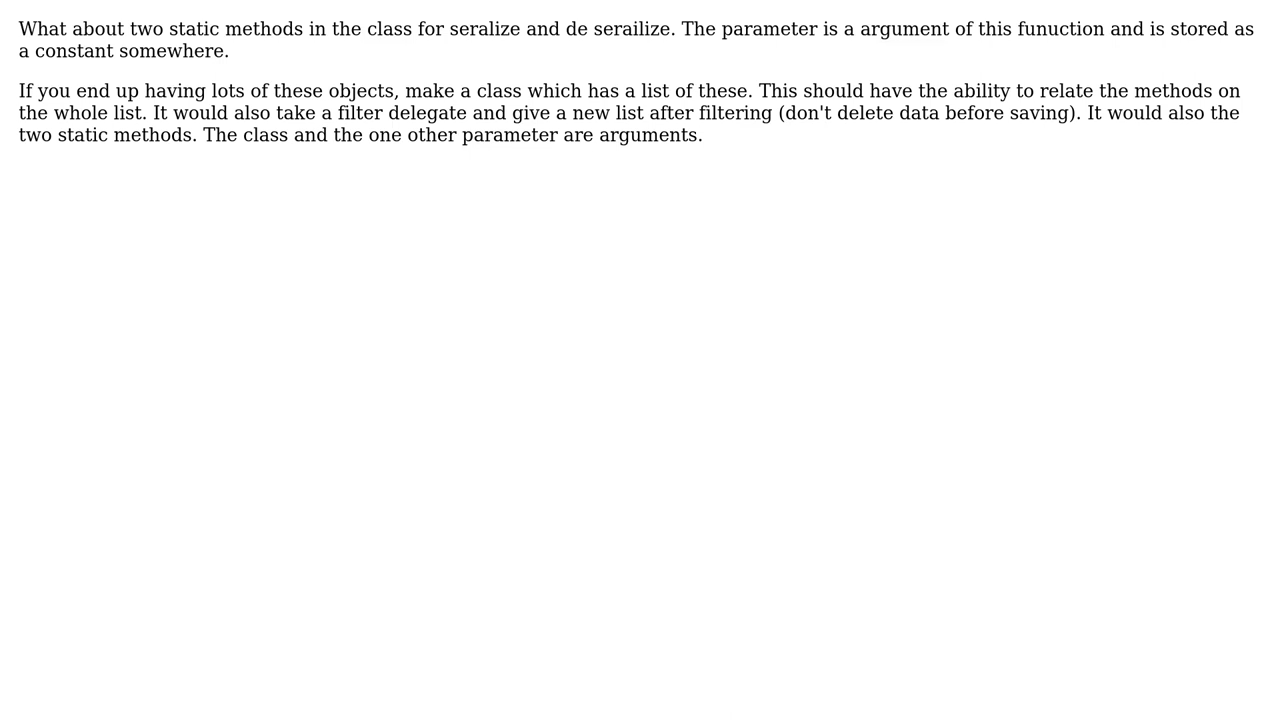 What about two static methods in the class for seralize and de serailize. The parameter is a argument of this funuction and is stored as
a constant somewhere.
If you end up having lots of these objects, make a class which has a list of these. This should have the ability to relate the methods on
the whole list. It would also take a filter delegate and give a new list after filtering (don't delete data before saving). It would also the
two static methods. The class and the one other parameter are arguments.